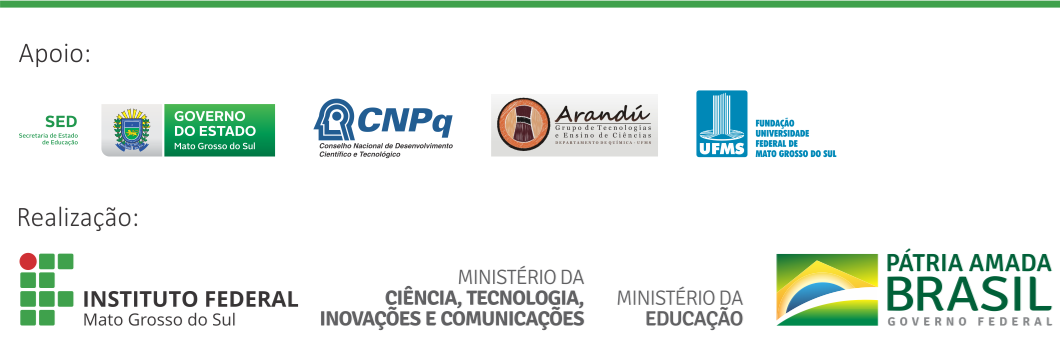 Apoio:
SED
Secretaria de Estado
de Educação
GOVERNO
DO ESTADO
Mato Grosso do Sul
CNPq
Conselho Nacional de Desenvolvimento
Científico e Tecnológico
Arandú
Grupo de Tecnologias
e Ensino de Ciências
DEPARTAMENTO DE QUÍMICA - UFMS
UFMS
FUNDAÇÃO
UNIVERSIDADE
FEDERAL DE
MATO GROSSO DO SUL
Realização:
INSTITUTO FEDERAL
Mato Grosso do Sul
MINISTÉRIO DA
CIÊNCIA, TECNOLOGIA,
INOVAÇÕES E COMUNICAÇÕES
MINISTÉRIO DA
EDUCAÇÃO
PÁTRIA AMADA
BRASIL
GOVERNO FEDERAL